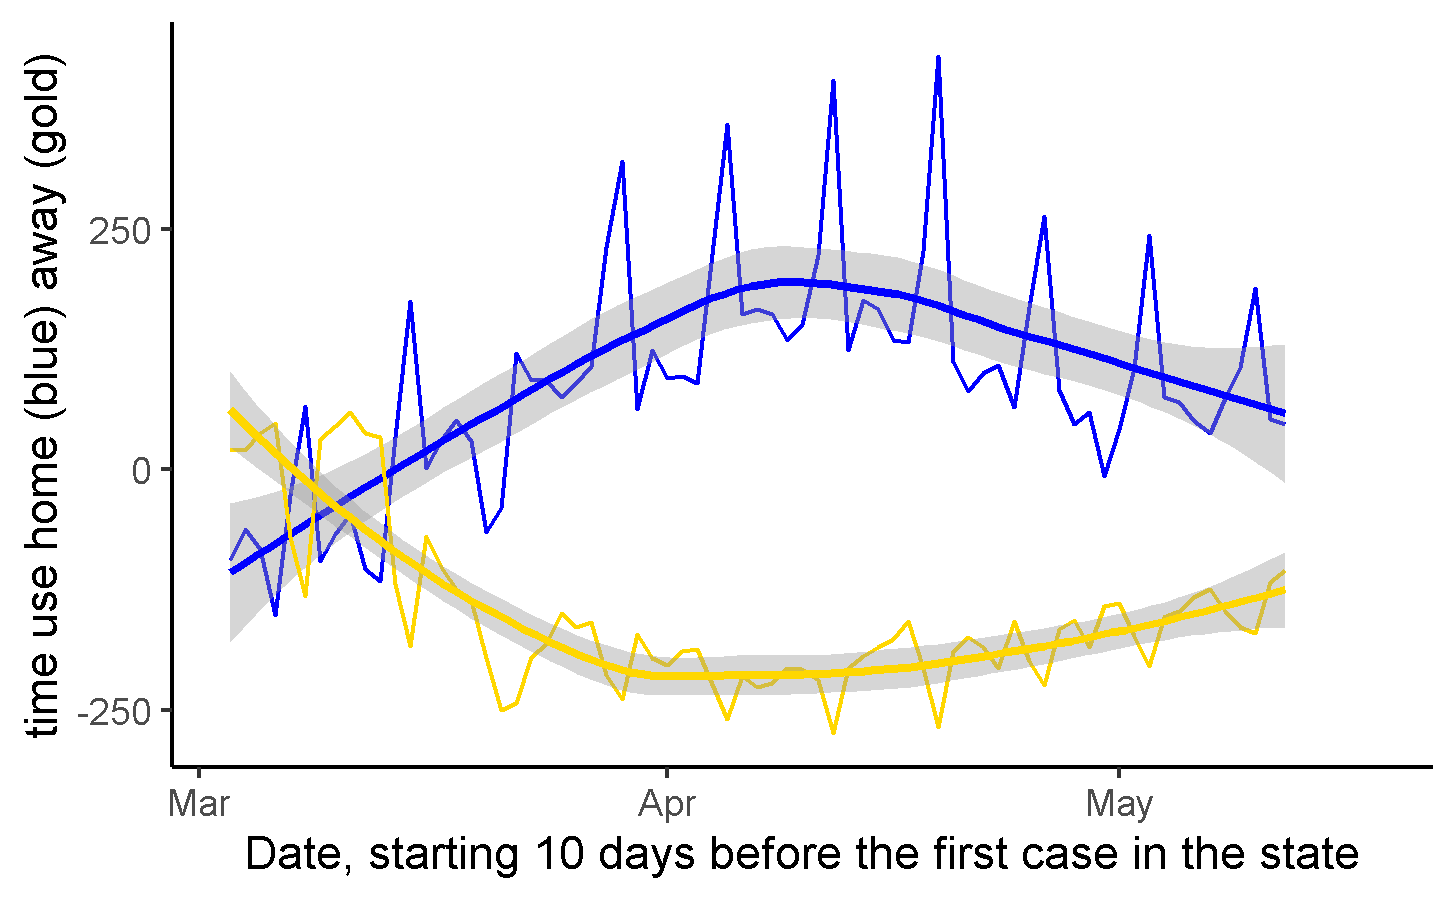 time use home (blue) away (gold)
250
0
-250
Mar
Apr
May
Date, starting 10 days before the first case in the state